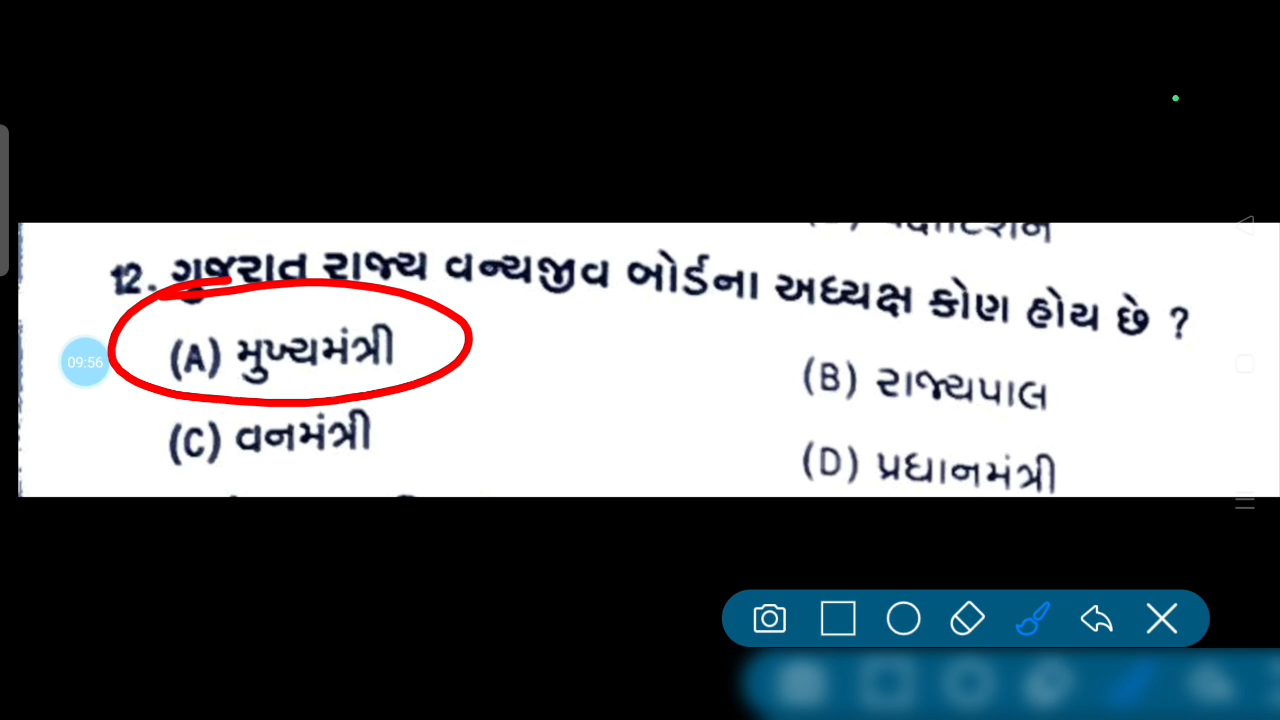 12. ગુજરાત રાજ્ય વન્યજીવ બોર્ડના અધ્યક્ષ કોણ હોય છે ?
(A) મુખ્યમંત્રી
(B) રાજ્યપાલ
(C) વનમંત્રી
(D) પ્રધાનમંત્રી
09:56